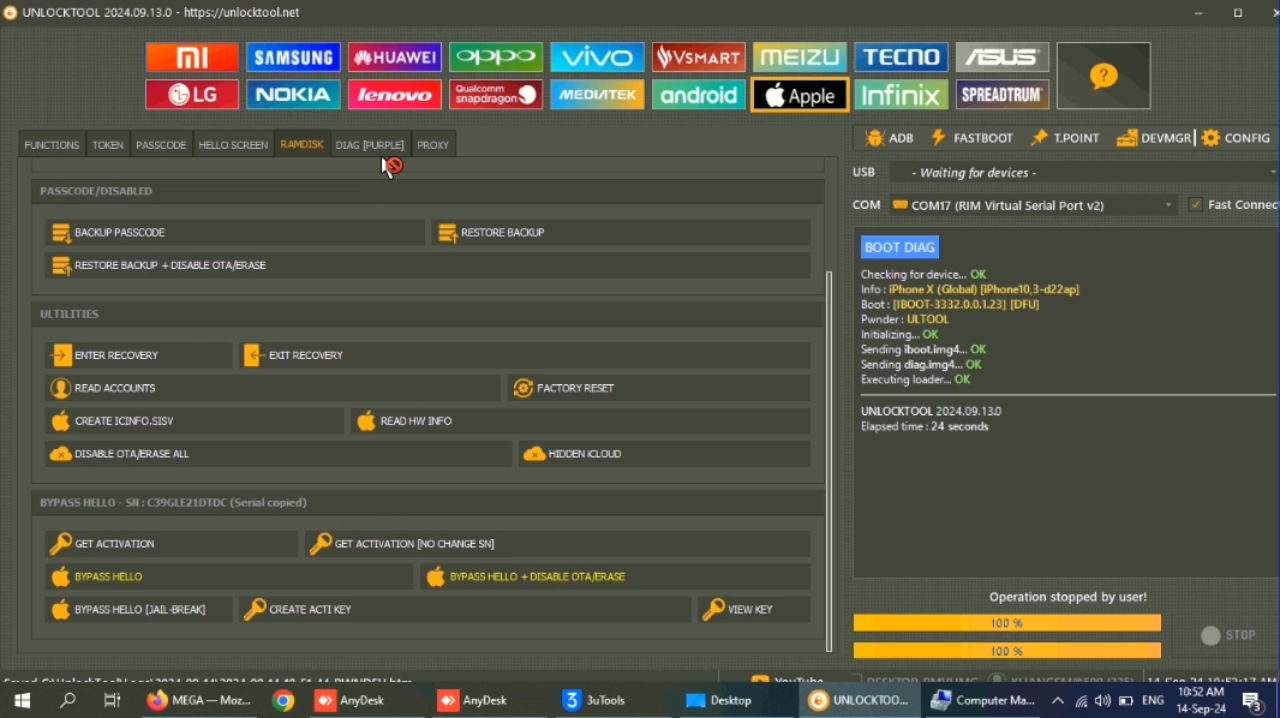 UNLOCKTOOL 2024.09.13.0 - https://unlocktool.net
SAMSUNG HUAWEI oppo vivo VSMART MEIZU TECNO ASUS
LG NOKIA lenovo Qualcomm snapdragon MEDIATEK android Apple Infinix SPREADTRUM ?
FUNCTIONS TOKEN PASSCODE HELLO SCREEN RAMDISK DIAG [PURPLE] PROXY
ADB FASTBOOT T.POINT DEVMGR CONFIG
USB - Waiting for devices -
COM COM17 (RIM Virtual Serial Port v2) Fast Connec
PASSCODE/DISABLED
BACKUP PASSCODE RESTORE BACKUP
RESTORE BACKUP + DISABLE OTA/ERASE
ULTILITIES
ENTER RECOVERY EXIT RECOVERY
READ ACCOUNTS FACTORY RESET
CREATE ICINFO.SISV READ HW INFO
DISABLE OTA/ERASE ALL HIDDEN iCLOUD
BYPASS HELLO - SN : C39GLE21DTDC (Serial copied)
GET ACTIVATION GET ACTIVATION [NO CHANGE SN]
BYPASS HELLO BYPASS HELLO + DISABLE OTA/ERASE
BYPASS HELLO [JAIL-BREAK] CREATE ACTI KEY VIEW KEY
BOOT DIAG
Checking for device... OK
Info : iPhone X (Global) [iPhone10,3-d22ap]
Boot : [IBOOT-3332.0.0.1.23] [DFU]
Pwnder : ULTOOL
Initializing... OK
Sending iboot.img4... OK
Sending diag.img4... OK
Executing loader... OK
UNLOCKTOOL 2024.09.13.0
Elapsed time : 24 seconds
Operation stopped by user!
100 %
STOP
100 %
YouTube
MEGA — Moz... AnyDesk AnyDesk 3uTools Desktop UNLOCKTOO... Computer Ma... ENG
10:52 AM
14-Sep-24
3